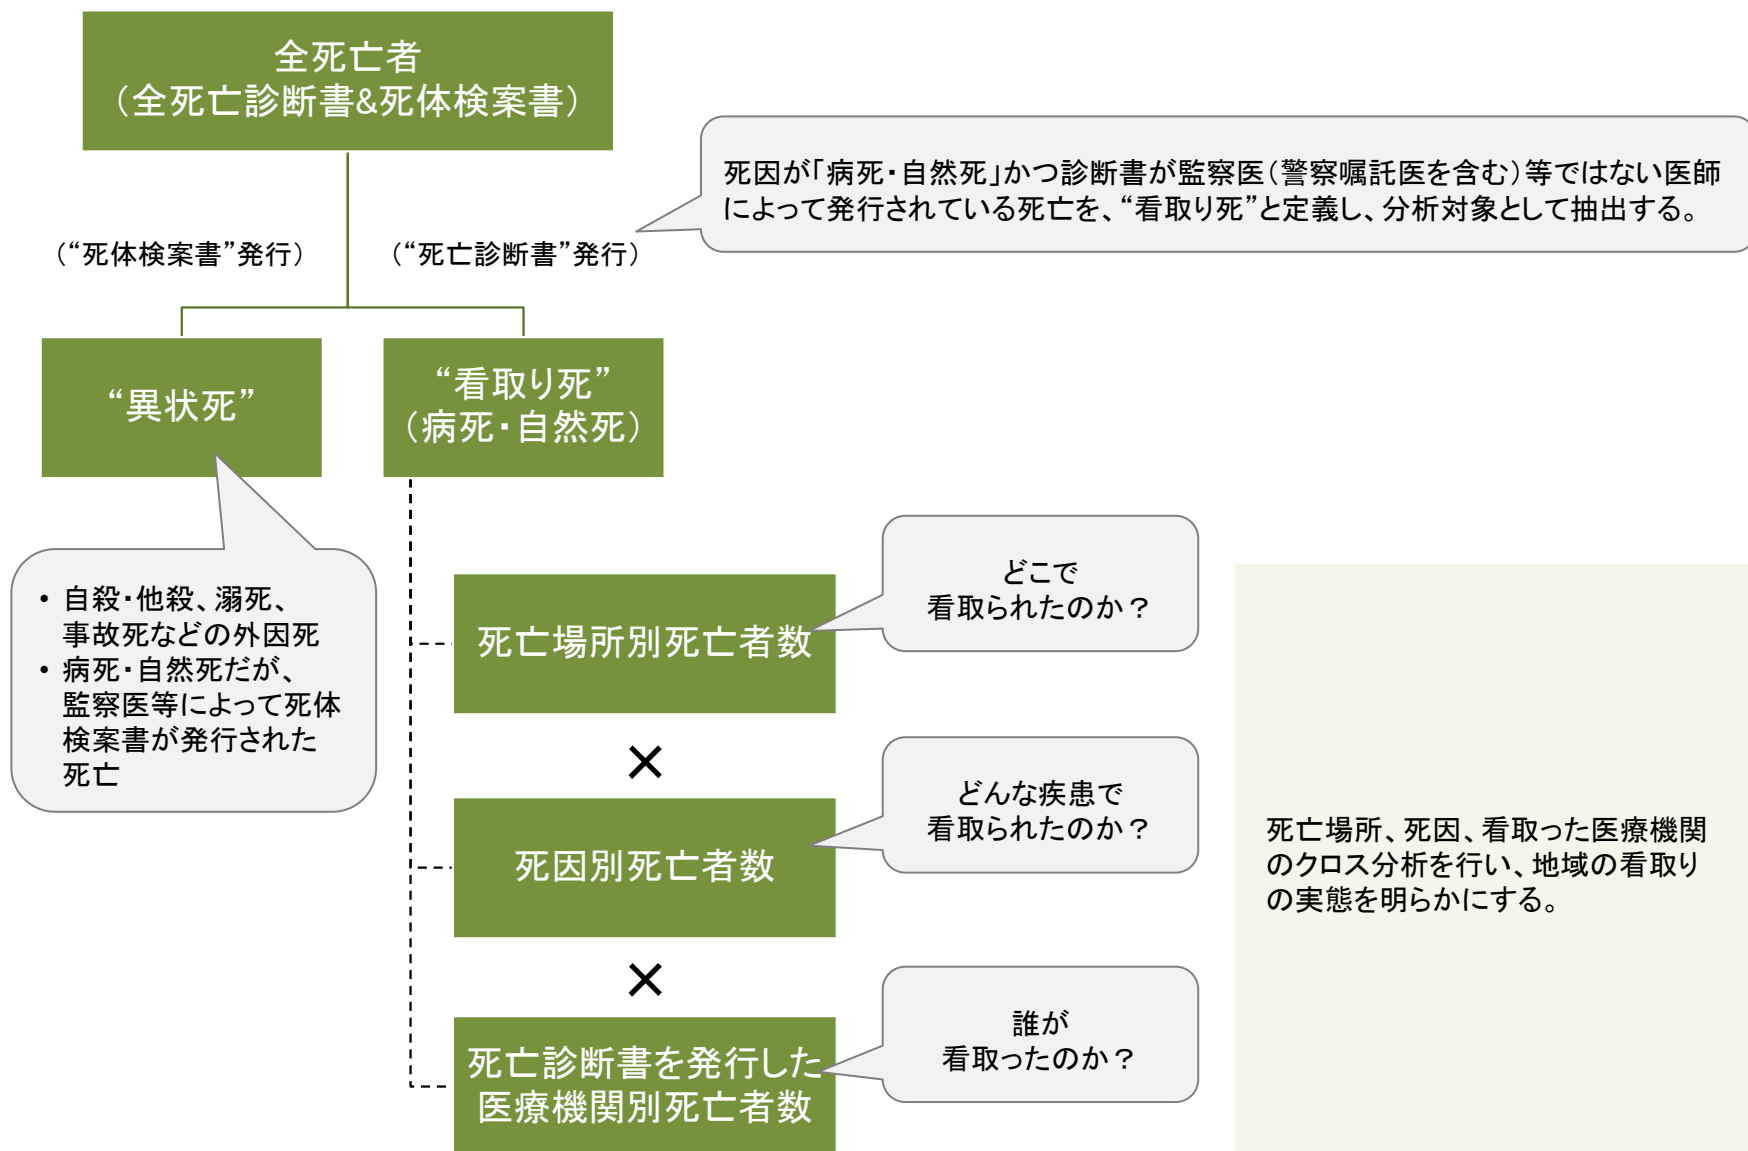 全死亡者
（全死亡診断書&死体検案書）
死因が「病死・自然死」かつ診断書が監察医（警察嘱託医を含む）等ではない医師
によって発行されている死亡を、“看取り死”と定義し、分析対象として抽出する。
（“死体検案書”発行）
（“死亡診断書”発行）
“異状死”
“看取り死”
（病死・自然死）
• 自殺・他殺、溺死、
事故死などの外因死
• 病死・自然死だが、
監察医等によって死体
検案書が発行された
死亡
死亡場所別死亡者数
どこで
看取られたのか？
×
死因別死亡者数
どんな疾患で
看取られたのか？
×
死亡診断書を発行した
医療機関別死亡者数
誰が
看取ったのか？
死亡場所、死因、看取った医療機関
のクロス分析を行い、地域の看取り
の実態を明らかにする。